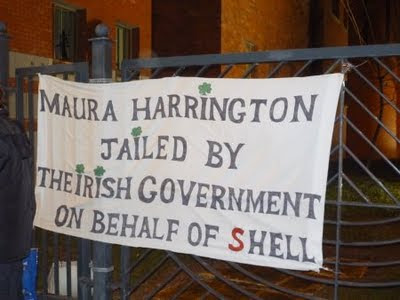 MAURA HARRINGTON
JAILED BY
THE IRISH GOVERNMENT
ON BEHALF OF SHELL